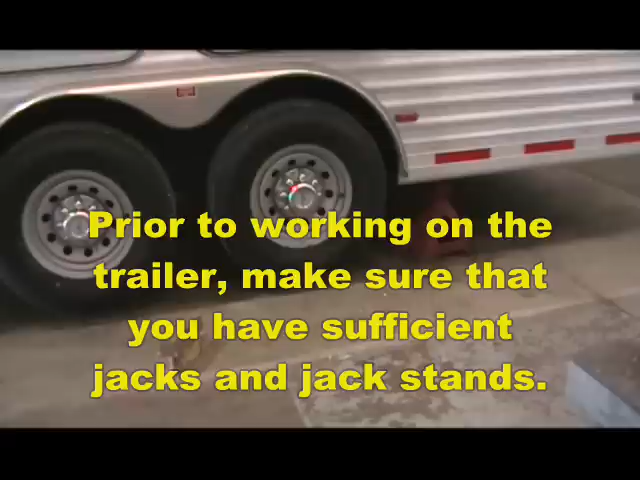 Prior to working on the
trailer, make sure that
you have sufficient
jacks and jack stands.